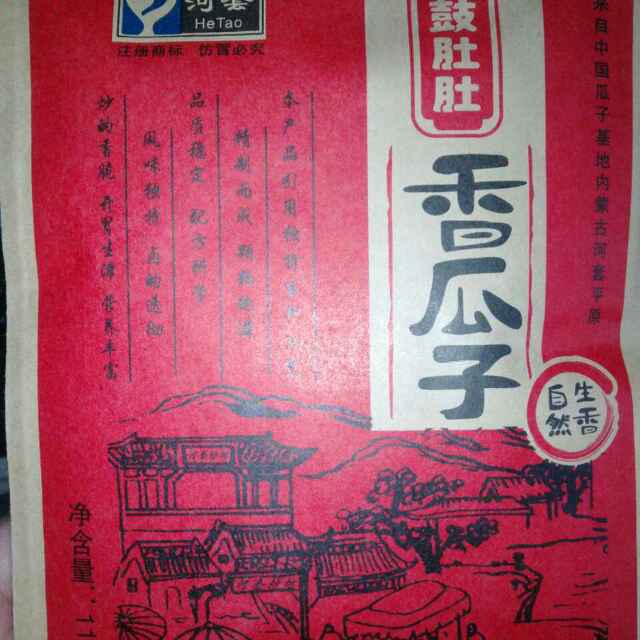 河套
HeTao
注册商标 仿冒必究
鼓肚肚
香瓜子
来自中国瓜子基地内蒙古河套平原
本产品引用
精制而成 颗粒
品质稳定 配方科学
风味独特 卤的透彻
炒的香脆 开胃生津 营养丰富
自然
生香
净含量: